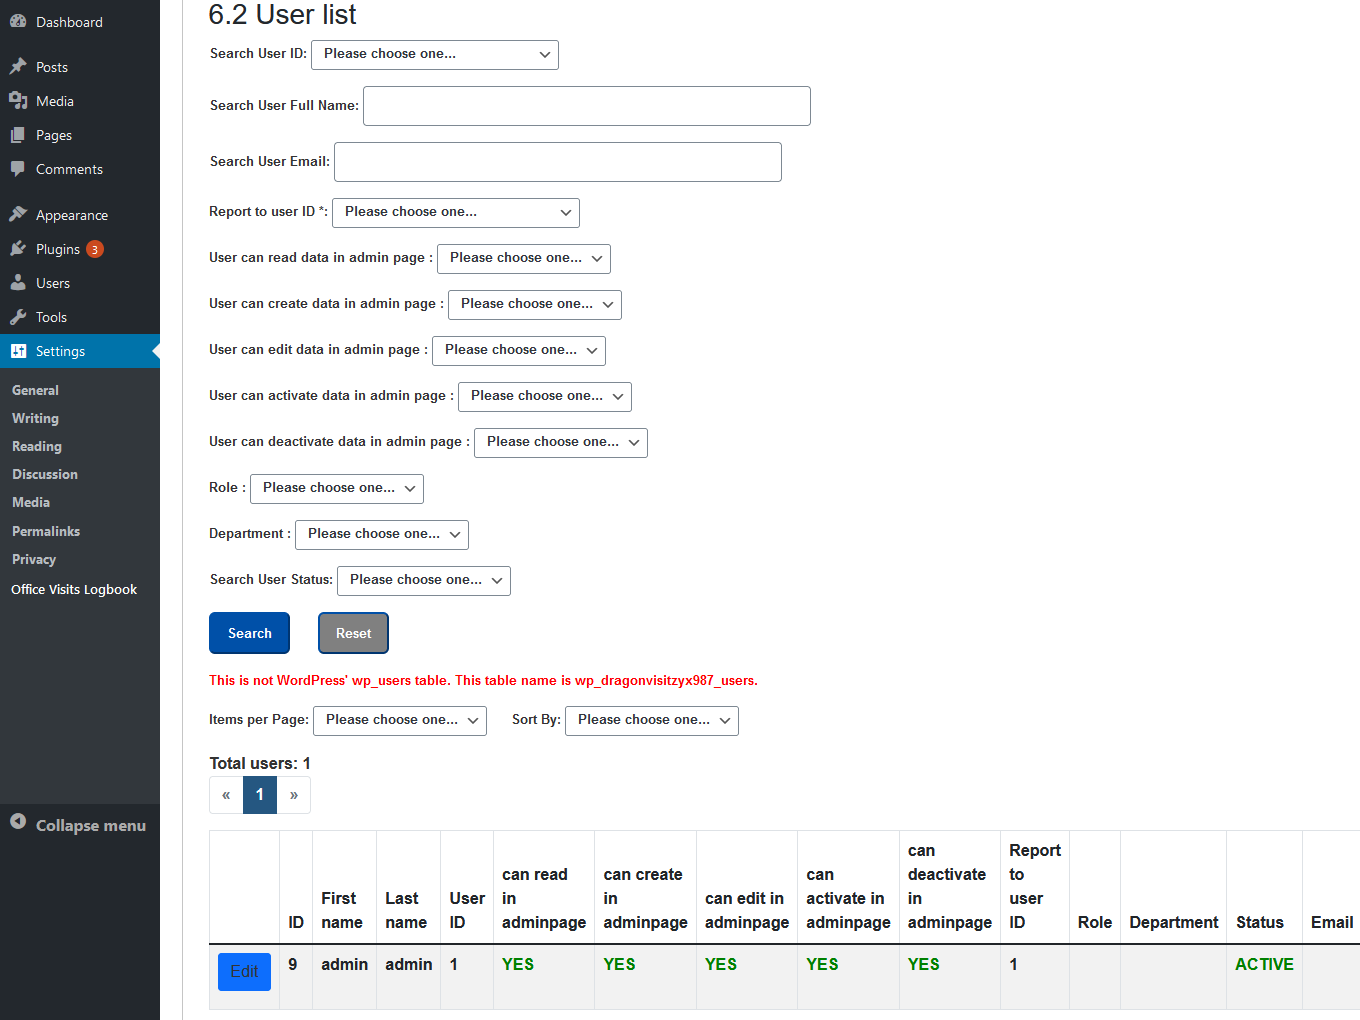 Dashboard
Posts
Media
Pages
Comments
Appearance
Plugins 3
Users
Tools
Settings
General
Writing
Reading
Discussion
Media
Permalinks
Privacy
Office Visits Logbook
Collapse menu
6.2 User list
Search User ID: Please choose one...
Search User Full Name:
Search User Email:
Report to user ID *: Please choose one...
User can read data in admin page : Please choose one...
User can create data in admin page : Please choose one...
User can edit data in admin page : Please choose one...
User can activate data in admin page : Please choose one...
User can deactivate data in admin page : Please choose one...
Role : Please choose one...
Department : Please choose one...
Search User Status: Please choose one...
Search Reset
This is not WordPress' wp_users table. This table name is wp_dragonvisitzyx987_users.
Items per Page: Please choose one... Sort By: Please choose one...
Total users: 1
« 1 »
ID
First name
Last name
User ID
can read in adminpage
can create in adminpage
can edit in adminpage
can activate in adminpage
can deactivate in adminpage
Report to user ID
Role
Department
Status
Email
Edit 9 admin admin 1 YES YES YES YES YES 1 ACTIVE